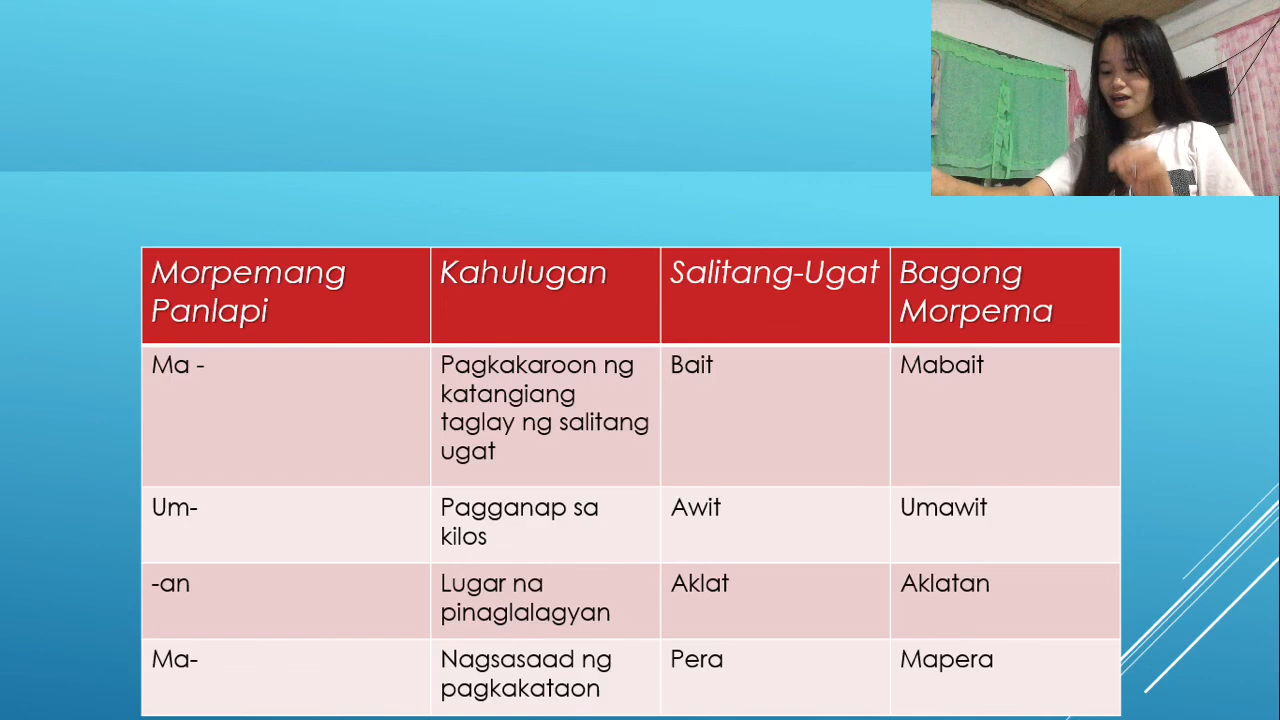 Morpemang Panlapi
Kahulugan
Salitang-Ugat
Bagong Morpema
Ma -
Pagkakaroon ng
katangiang
taglay ng salitang
ugat
Bait
Mabait
Um-
Pagganap sa
kilos
Awit
Umawit
-an
Lugar na
pinaglalagyan
Aklat
Aklatan
Ma-
Nagsasaad ng
pagkakataon
Pera
Mapera